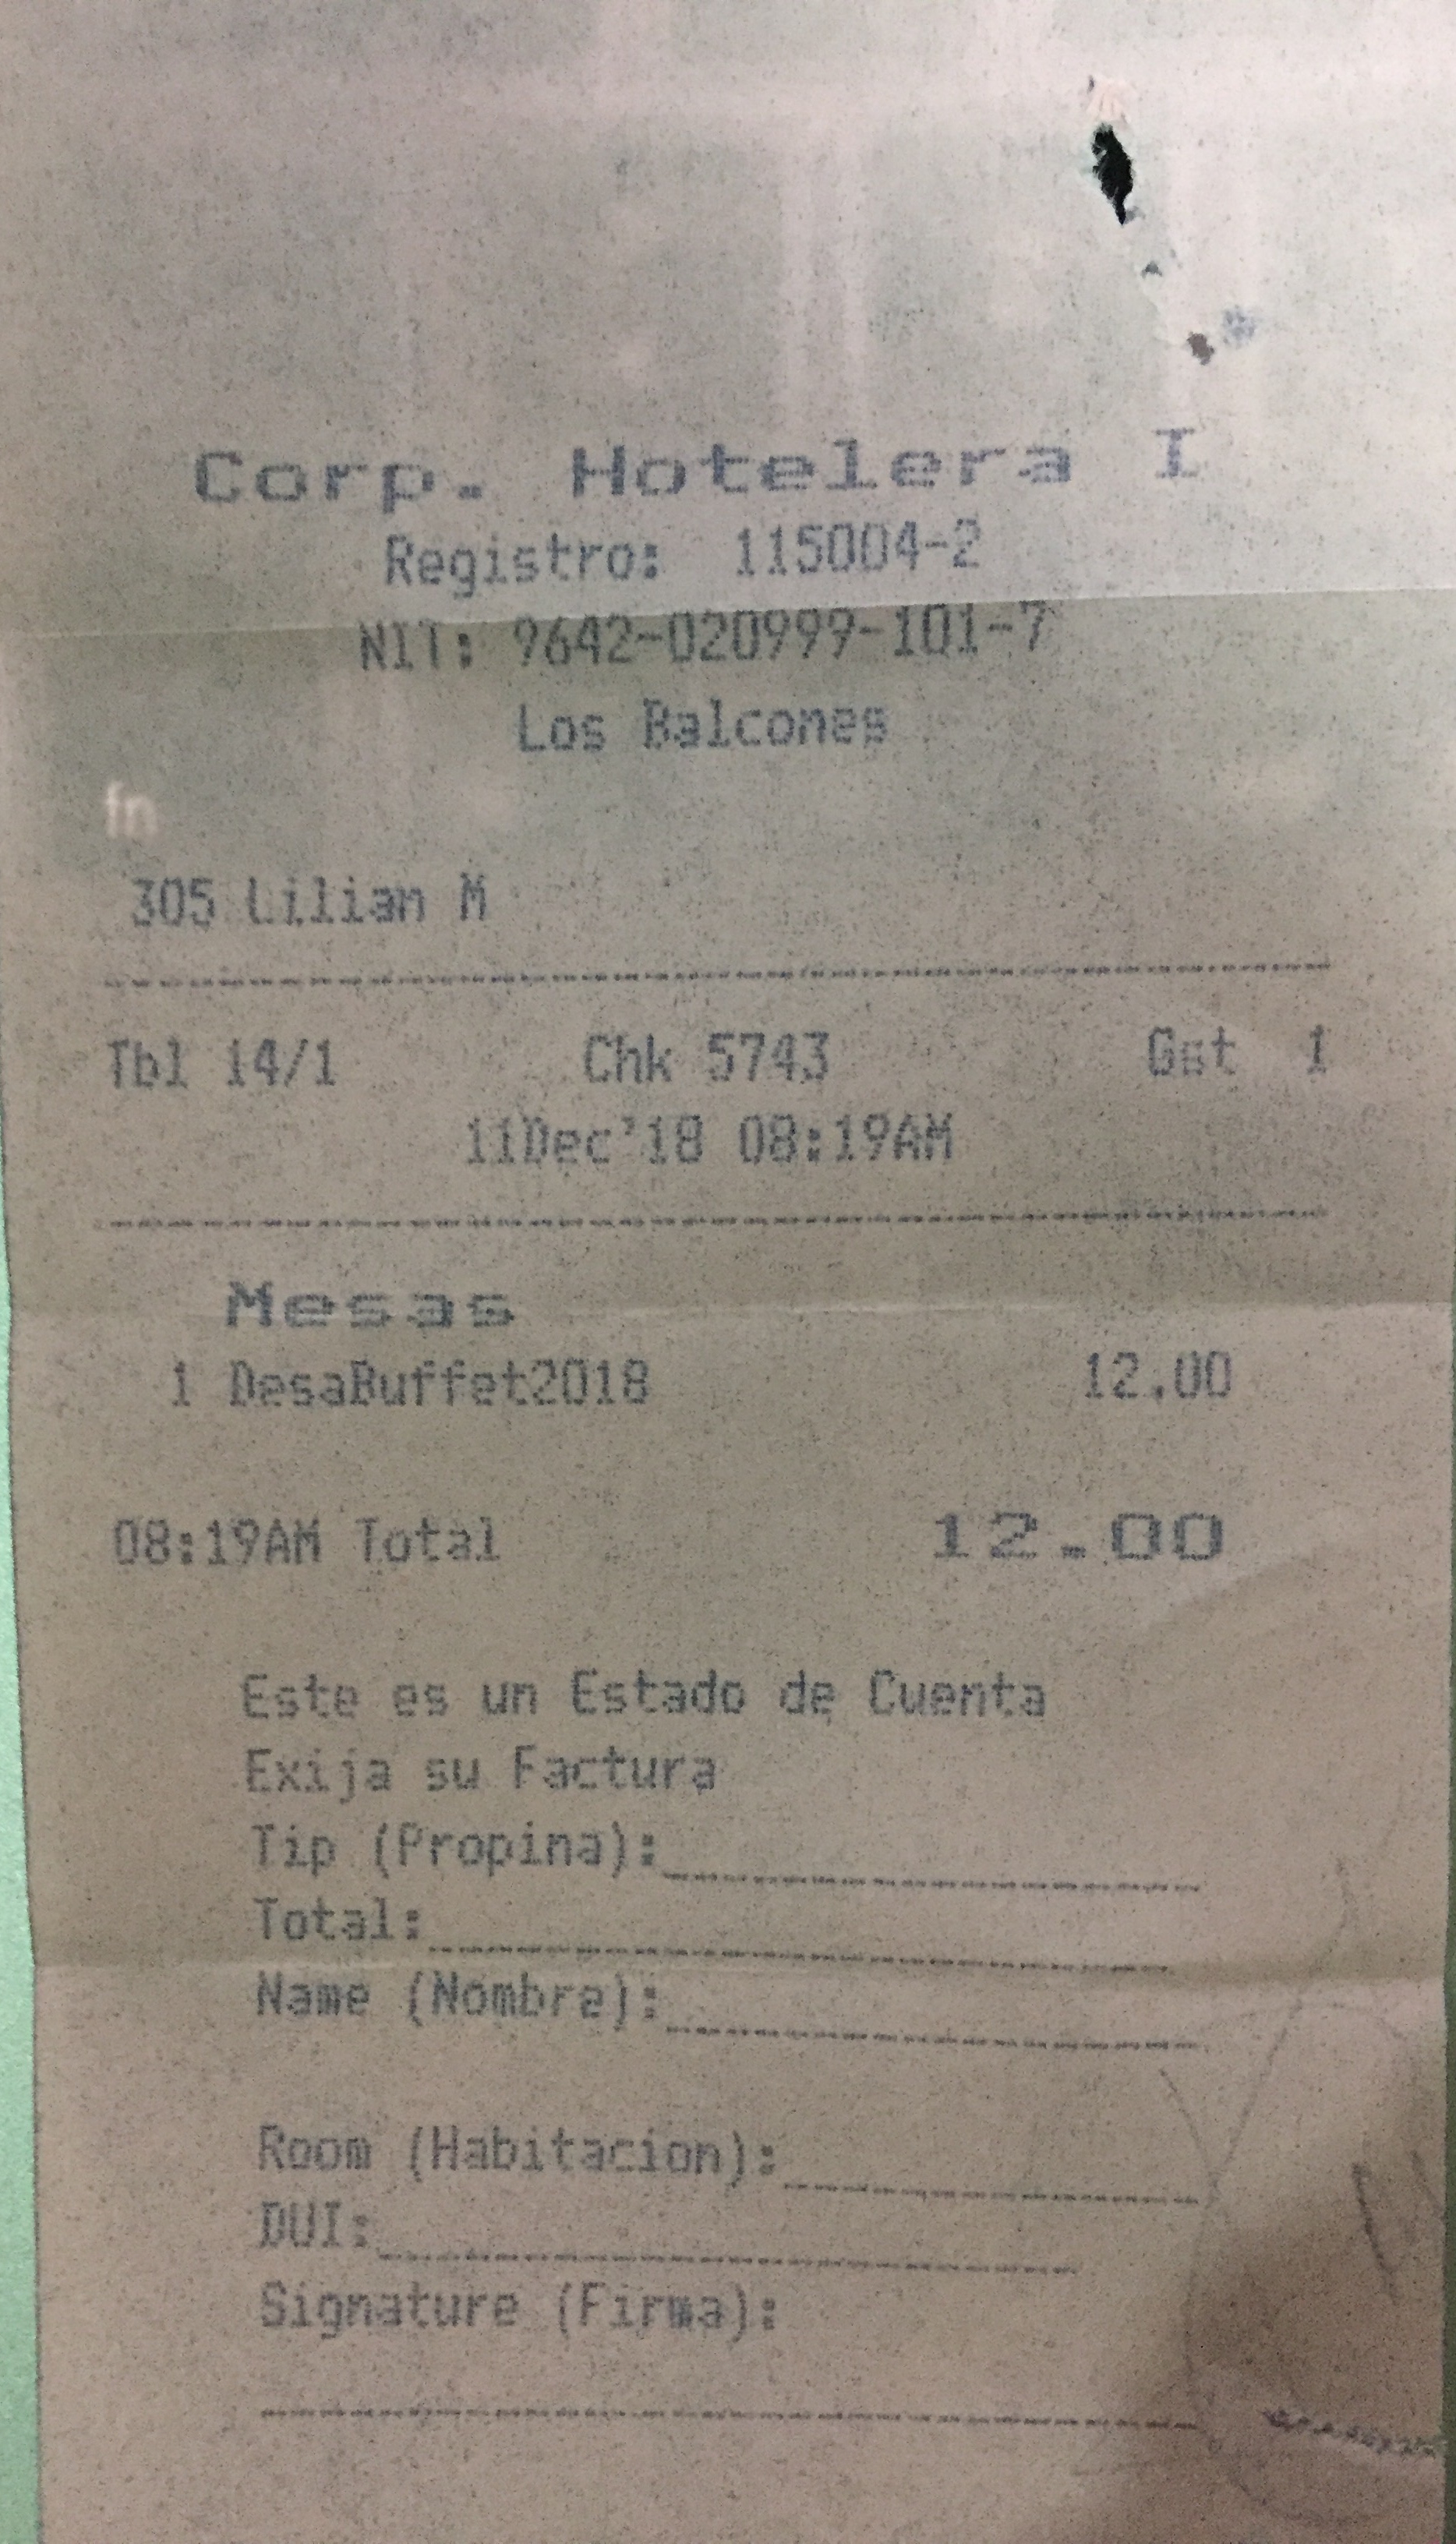 Corp. Hotelera I
Registro: 115004-2
NIT: 9642-020999-101-7
Los Balcones
fn
305 Lilian M
Tbl 14/1 Chk 5743 Gst 1
11Dec'18 08:19AM
Mesas
1 DesaBuffet2018 12.00
08:19AM Total 12.00
Este es un Estado de Cuenta
Exija su Factura
Tip (Propina):
Total:
Name (Nombre):
Room (Habitacion):
DUI:
Signature (Firma):